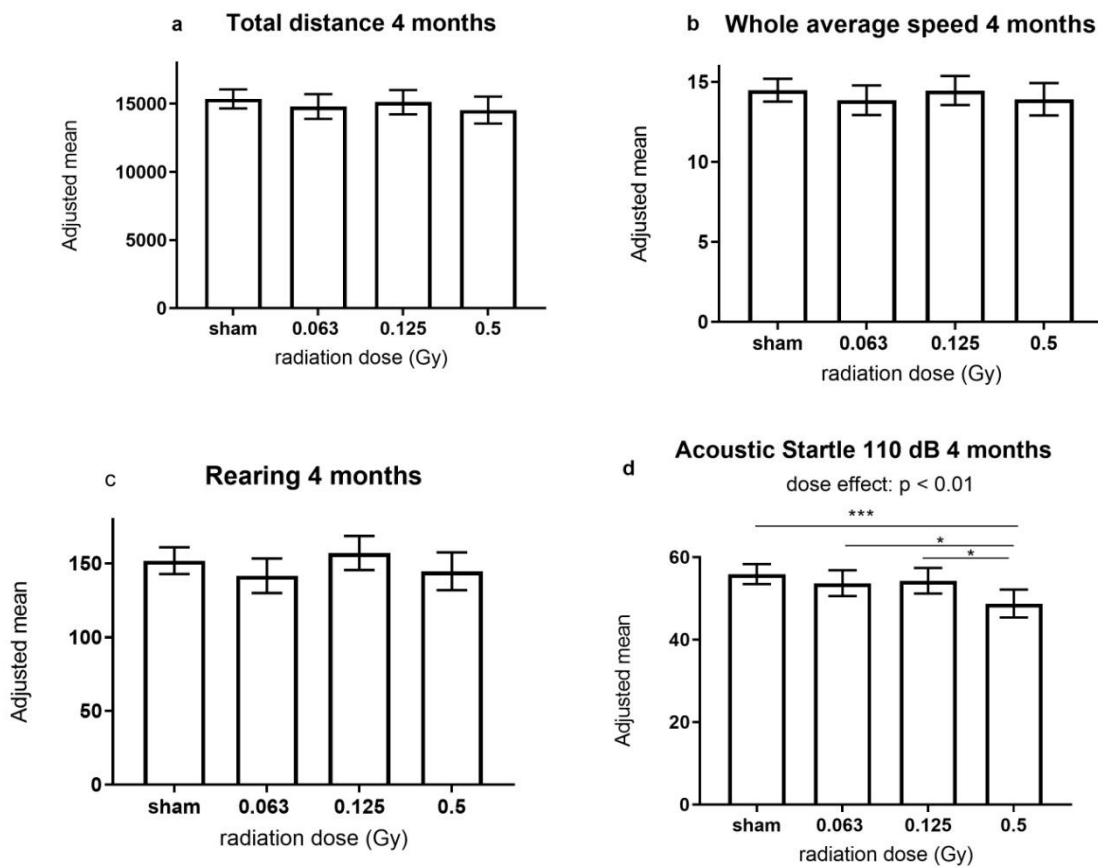 a
Total distance 4 months
Adjusted mean
15000
10000
5000
0
sham 0.063 0.125 0.5
radiation dose (Gy)
b
Whole average speed 4 months
Adjusted mean
15
10
5
0
sham 0.063 0.125 0.5
radiation dose (Gy)
c
Rearing 4 months
Adjusted mean
150
100
50
0
sham 0.063 0.125 0.5
radiation dose (Gy)
d
Acoustic Startle 110 dB 4 months
dose effect: p < 0.01
***
*
*
Adjusted mean
60
40
20
0
sham 0.063 0.125 0.5
radiation dose (Gy)